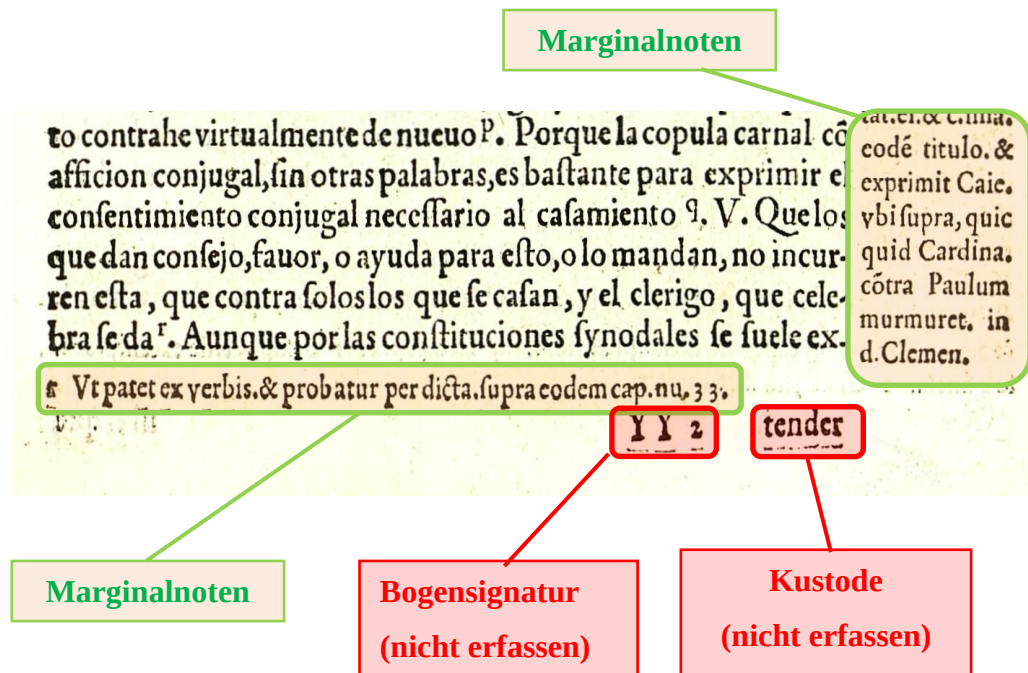 Marginalnoten
to contrahe virtualmente de nueuo ᵖ. Porque la copula carnal cõ
afficion conjugal, ſin otras palabras, es baſtante para exprimir el
conſentimiento conjugal neceſſario al caſamiento ᑫ. V. Que los
que dan conſejo, fauor, o ayuda para eſto, o lo mandan, no incur-
ren eſta, que contra ſolos los que ſe caſan, y el clerigo, que cele-
bra ſe da ʳ. Aunque por las conſtituciones ſynodales ſe ſuele ex-
eodẽ titulo. &
exprimit Caie.
vbi ſupra, quic
quid Cardina.
cõtra Paulum
murmuret. in
d. Clemen.
Vt patet ex verbis. & probatur per dicta. ſupra eodem cap. nu. 33.
Y Y 2 tender
Marginalnoten
Bogensignatur
(nicht erfassen)
Kustode
(nicht erfassen)